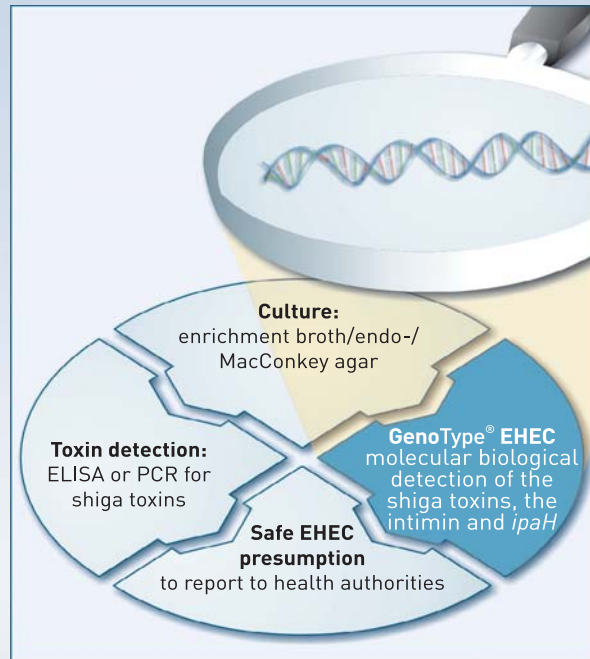 Culture:
enrichment broth/endo-/
MacConkey agar
Toxin detection:
ELISA or PCR for
shiga toxins
GenoType® EHEC
molecular biological
detection of the
shiga toxins, the
intimin and ipaH
Safe EHEC
presumption
to report to health authorities